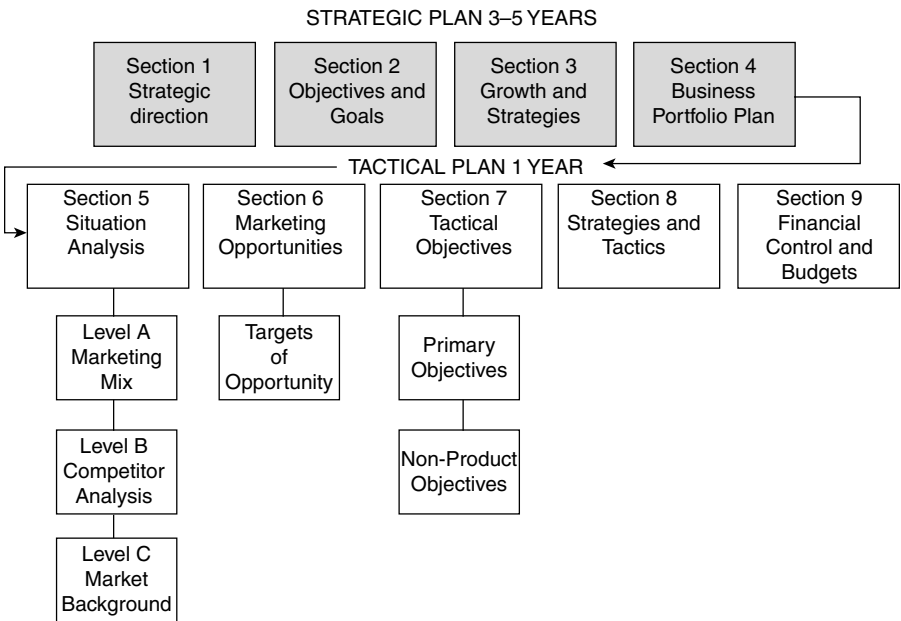 STRATEGIC PLAN 3–5 YEARS
Section 1
Strategic
direction
Section 2
Objectives and
Goals
Section 3
Growth and
Strategies
Section 4
Business
Portfolio Plan
TACTICAL PLAN 1 YEAR
Section 5
Situation
Analysis
Section 6
Marketing
Opportunities
Section 7
Tactical
Objectives
Section 8
Strategies and
Tactics
Section 9
Financial
Control and
Budgets
Level A
Marketing
Mix
Targets
of
Opportunity
Primary
Objectives
Level B
Competitor
Analysis
Non-Product
Objectives
Level C
Market
Background